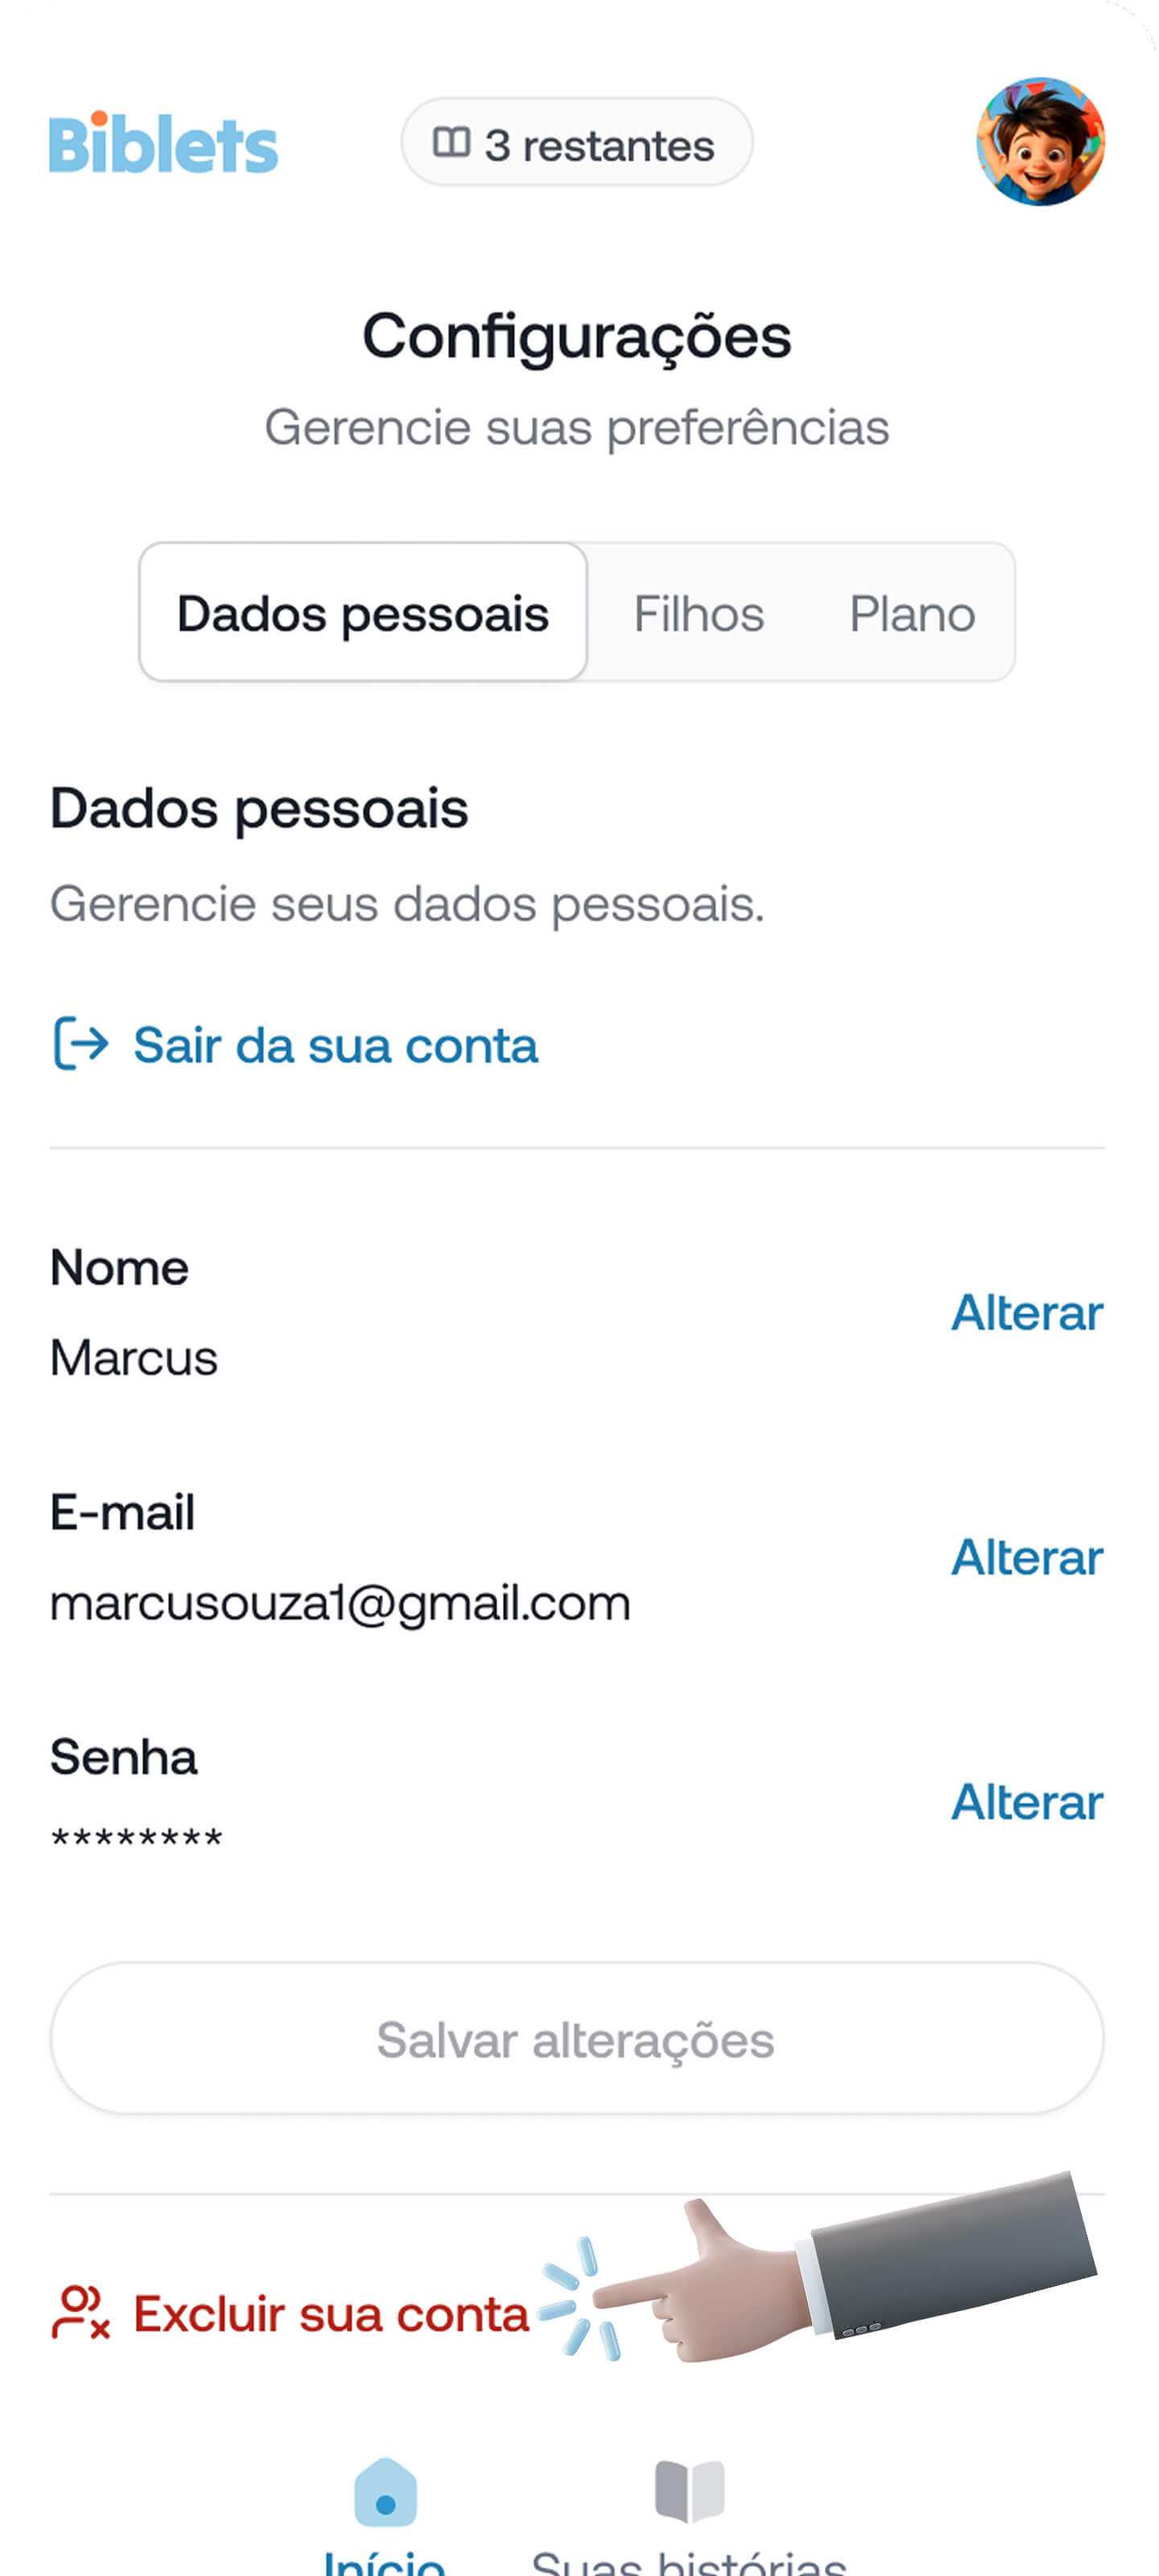 Biblets
3 restantes
Configurações
Gerencie suas preferências
Dados pessoais
Filhos
Plano
Dados pessoais
Gerencie seus dados pessoais.
Sair da sua conta
Nome
Marcus
Alterar
E-mail
marcusouza1@gmail.com
Alterar
Senha
********
Alterar
Salvar alterações
Excluir sua conta
Início
Suas histórias